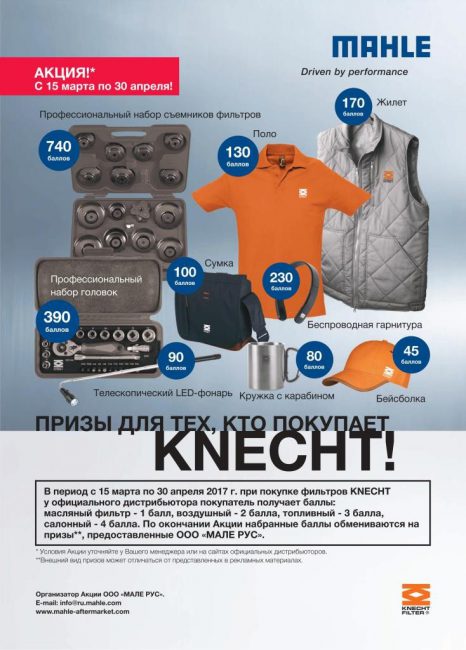 MAHLE
Driven by performance
АКЦИЯ!*
С 15 марта по 30 апреля!
Профессиональный набор съемников фильтров
740
баллов
Поло
130
баллов
170
баллов
Жилет
Сумка
100
баллов
230
баллов
Беспроводная гарнитура
Профессиональный
набор головок
390
баллов
90
баллов
Телескопический LED-фонарь
80
баллов
Кружка с карабином
45
баллов
Бейсболка
ПРИЗЫ ДЛЯ ТЕХ, КТО ПОКУПАЕТ
KNECHT!
В период с 15 марта по 30 апреля 2017 г. при покупке фильтров KNECHT
у официального дистрибьютора покупатель получает баллы:
масляный фильтр - 1 балл, воздушный - 2 балла, топливный - 3 балла,
салонный - 4 балла. По окончании Акции набранные баллы обмениваются на
призы**, предоставленные ООО «МАЛЕ РУС».
* Условия Акции уточняйте у Вашего менеджера или на сайтах официальных дистрибьюторов.
**Внешний вид призов может отличаться от представленных в рекламных материалах.
Организатор Акции ООО «МАЛЕ РУС».
E-mail: info@ru.mahle.com
www.mahle-aftermarket.com
KNECHT
FILTER